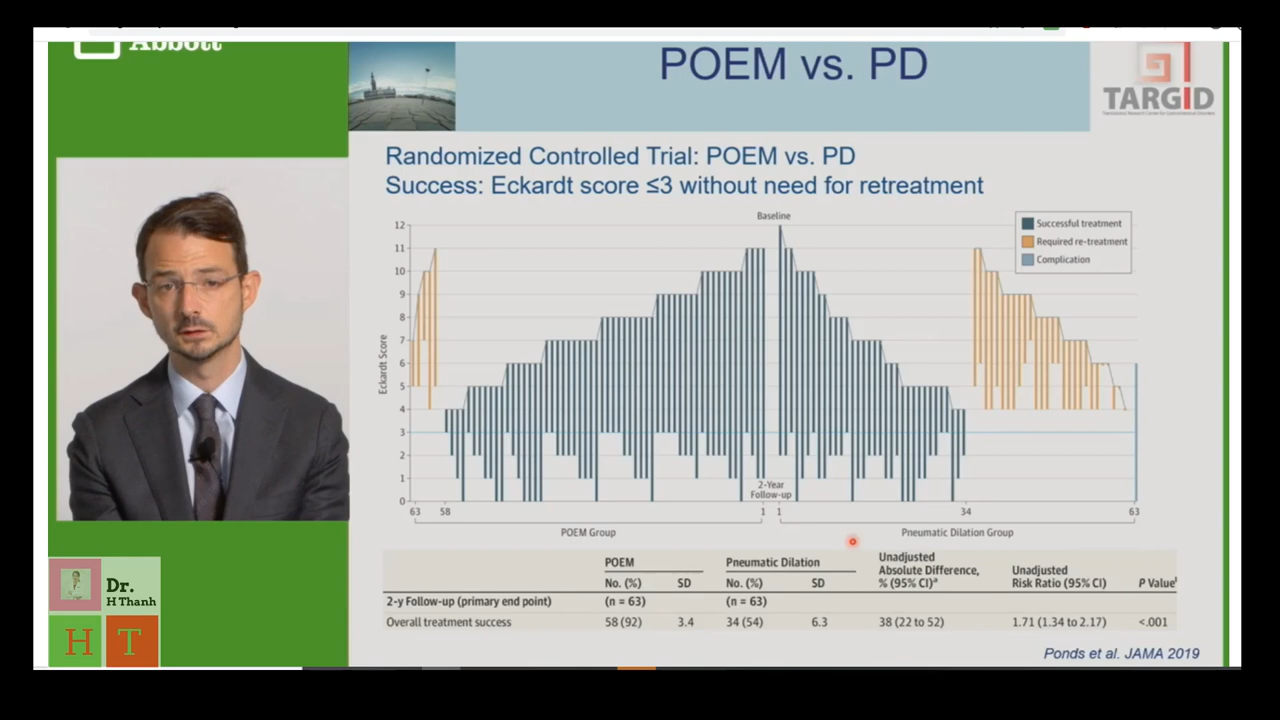 Abbott
POEM vs. PD
TARGID
Randomized Controlled Trial: POEM vs. PD
Success: Eckardt score ≤3 without need for retreatment
Baseline
Successful treatment
Required re-treatment
Complication
Eckardt Score
12
11
10
9
8
7
6
5
4
3
2
1
0
2-Year
Follow-up
63 58 1 1 34 63
POEM Group Pneumatic Dilation Group
POEM Pneumatic Dilation Unadjusted Absolute Difference, % (95% CI)ᵃ Unadjusted Risk Ratio (95% CI) P Value
No. (%) SD No. (%) SD
2-y Follow-up (primary end point) (n = 63) (n = 63)
Overall treatment success 58 (92) 3.4 34 (54) 6.3 38 (22 to 52) 1.71 (1.34 to 2.17) <.001
Ponds et al. JAMA 2019
Dr.
H Thanh
H T